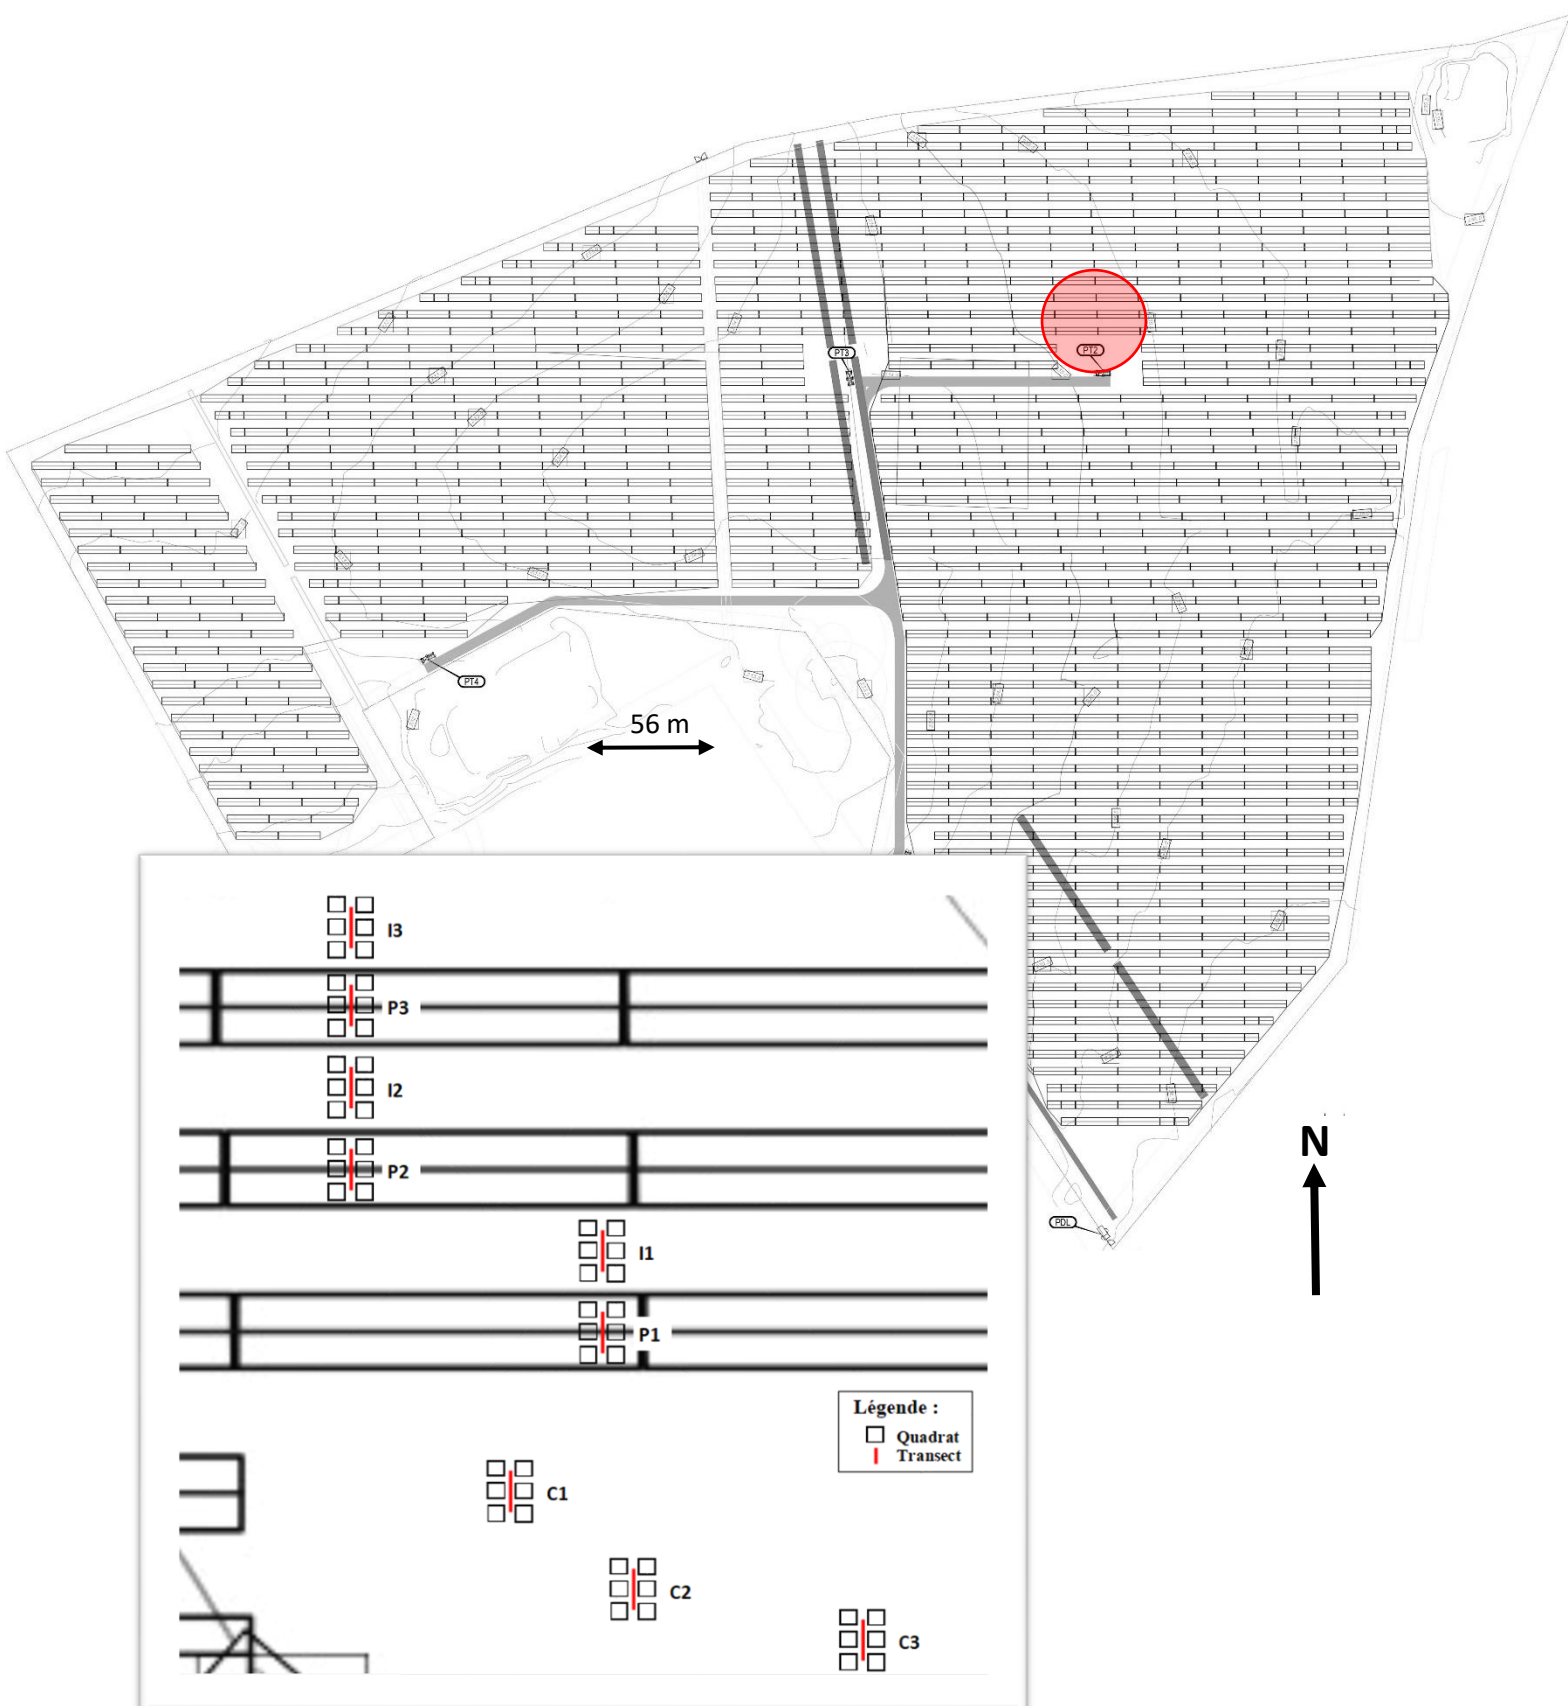 PT3
PT2
PT4
56 m
N
PDL
I3
P3
I2
P2
I1
P1
Légende :
Quadrat
Transect
C1
C2
C3